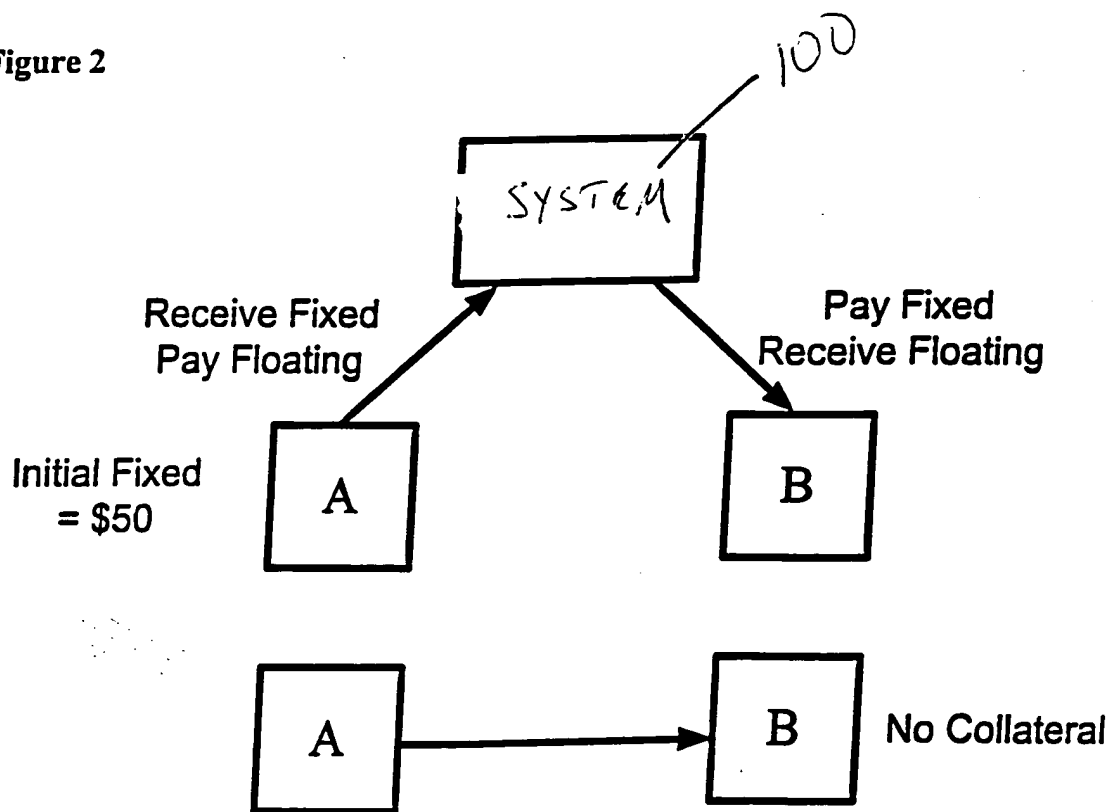 Figure 2
100
SYSTEM
Receive Fixed
Pay Floating
Pay Fixed
Receive Floating
Initial Fixed
= $50
A
B
A
B
No Collateral